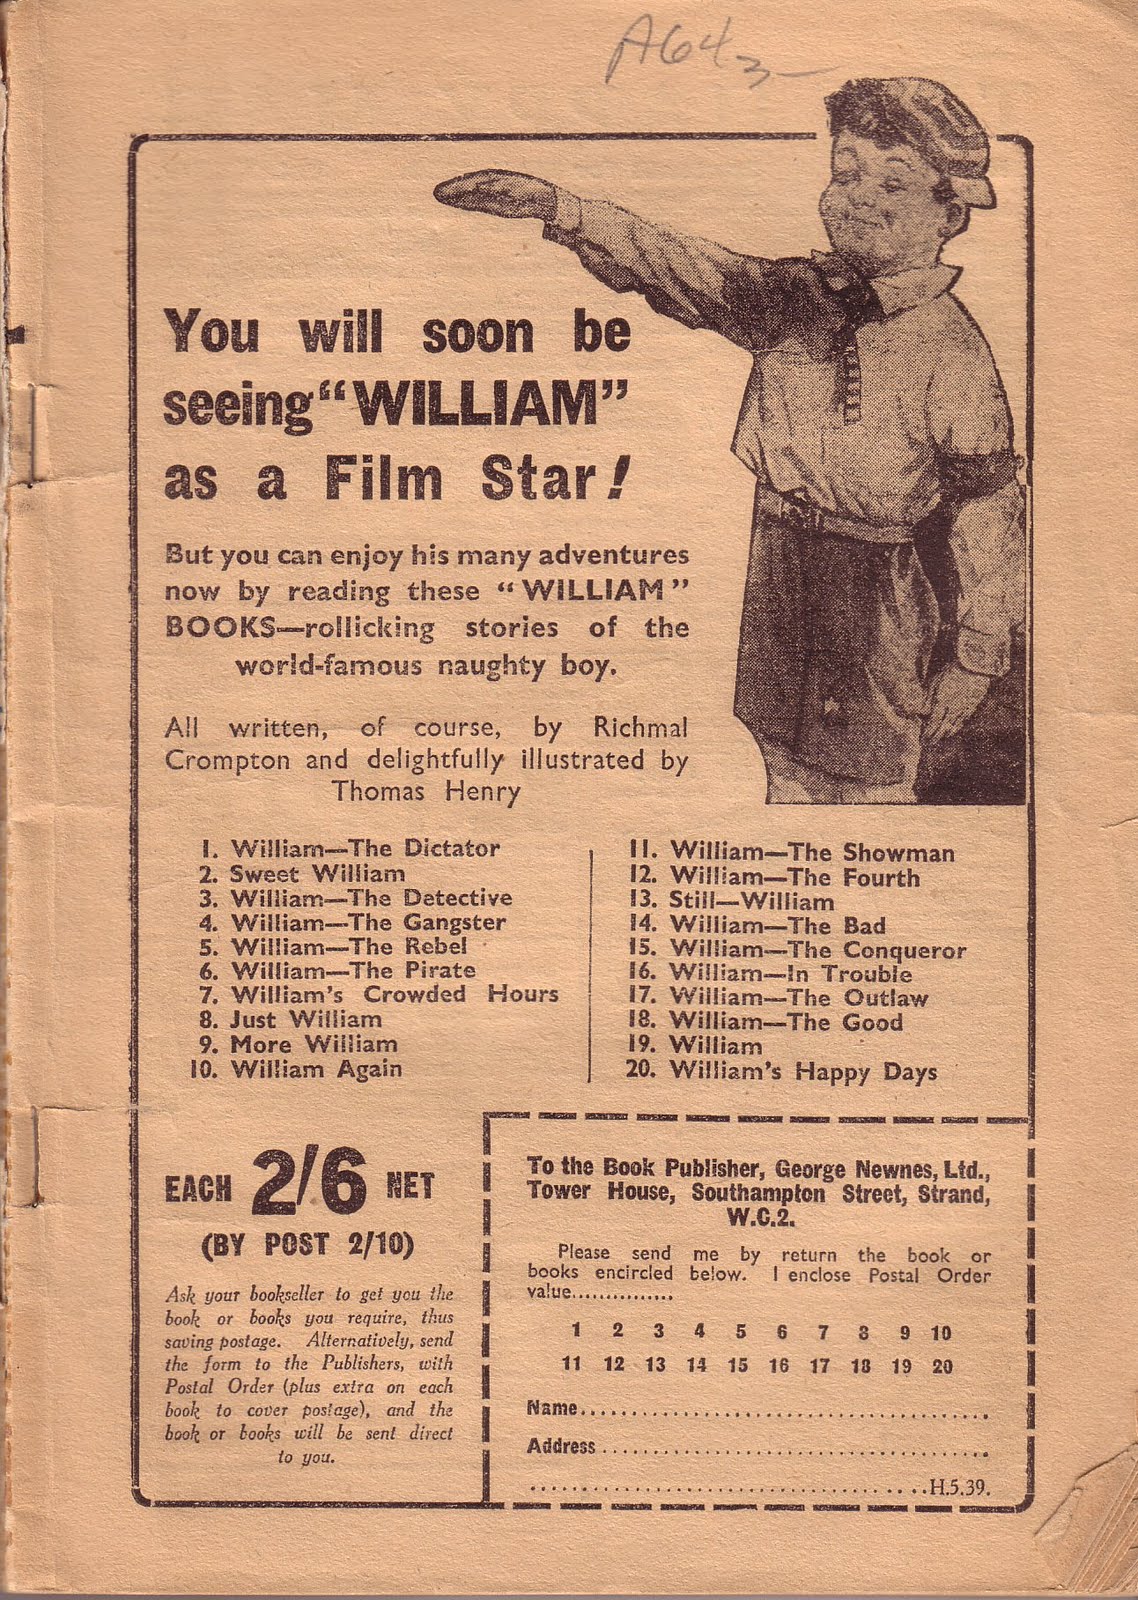 A643-
You will soon be
seeing "WILLIAM"
as a Film Star!
But you can enjoy his many adventures
now by reading these "WILLIAM"
BOOKS—rollicking stories of the
world-famous naughty boy.
All written, of course, by Richmal
Crompton and delightfully illustrated by
Thomas Henry
1. William—The Dictator
2. Sweet William
3. William—The Detective
4. William—The Gangster
5. William—The Rebel
6. William—The Pirate
7. William's Crowded Hours
8. Just William
9. More William
10. William Again
11. William—The Showman
12. William—The Fourth
13. Still—William
14. William—The Bad
15. William—The Conqueror
16. William—In Trouble
17. William—The Outlaw
18. William—The Good
19. William
20. William's Happy Days
EACH 2/6 NET
(BY POST 2/10)
Ask your bookseller to get you the
book or books you require, thus
saving postage. Alternatively, send
the form to the Publishers, with
Postal Order (plus extra on each
book to cover postage), and the
book or books will be sent direct
to you.
To the Book Publisher, George Newnes, Ltd.,
Tower House, Southampton Street, Strand,
W.C.2.
Please send me by return the book or
books encircled below. I enclose Postal Order
value...............
1 2 3 4 5 6 7 8 9 10
11 12 13 14 15 16 17 18 19 20
Name........................................
Address......................................
........................................H.5.39.